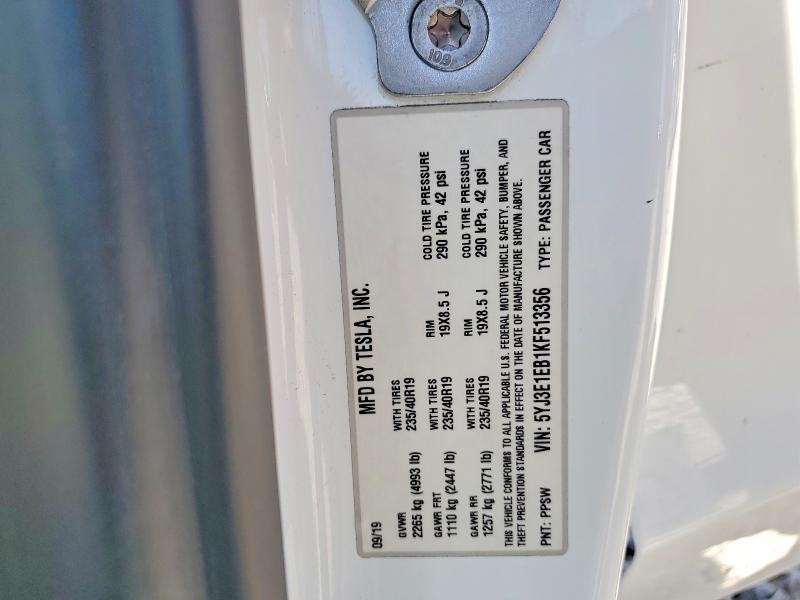 109
09/19 MFD BY TESLA, INC.
GVWR WITH TIRES
2265 kg (4993 lb) 235/40R19
GAWR FRT WITH TIRES RIM COLD TIRE PRESSURE
1110 kg (2447 lb) 235/40R19 19X8.5 J 290 kPa, 42 psi
GAWR RR WITH TIRES RIM COLD TIRE PRESSURE
1257 kg (2771 lb) 235/40R19 19X8.5 J 290 kPa, 42 psi
THIS VEHICLE CONFORMS TO ALL APPLICABLE U.S. FEDERAL MOTOR VEHICLE SAFETY, BUMPER, AND
THEFT PREVENTION STANDARDS IN EFFECT ON THE DATE OF MANUFACTURE SHOWN ABOVE.
PNT: PPSW VIN: 5YJ3E1EB1KF513356 TYPE: PASSENGER CAR